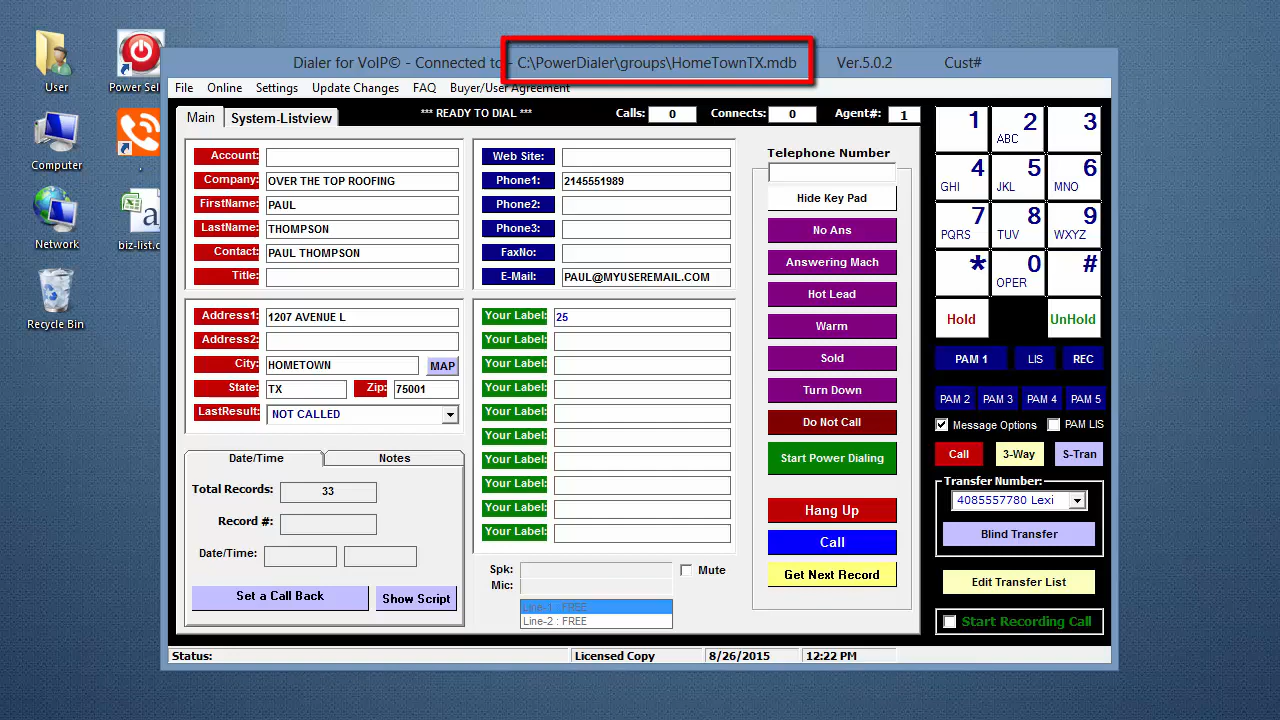 User
Power Sel
Computer
.
Network
biz-list.c
Recycle Bin
Dialer for VoIP© - Connected to - C:\PowerDialer\groups\HomeTownTX.mdb Ver.5.0.2 Cust#
File Online Settings Update Changes FAQ Buyer/User Agreement
Main System-Listview *** READY TO DIAL *** Calls: 0 Connects: 0 Agent#: 1
Account:
Company: OVER THE TOP ROOFING
FirstName: PAUL
LastName: THOMPSON
Contact: PAUL THOMPSON
Title:
Web Site:
Phone1: 2145551989
Phone2:
Phone3:
FaxNo:
E-Mail: PAUL@MYUSEREMAIL.COM
Address1: 1207 AVENUE L
Address2:
City: HOMETOWN MAP
State: TX Zip: 75001
LastResult: NOT CALLED
Your Label: 25
Your Label:
Your Label:
Your Label:
Your Label:
Your Label:
Your Label:
Your Label:
Your Label:
Your Label:
Date/Time Notes
Total Records: 33
Record #:
Date/Time:
Set a Call Back Show Script
Spk: Mute
Mic:
Line-1 : FREE
Line-2 : FREE
Telephone Number
Hide Key Pad
No Ans
Answering Mach
Hot Lead
Warm
Sold
Turn Down
Do Not Call
Start Power Dialing
Hang Up
Call
Get Next Record
1 2 ABC 3
4 GHI 5 JKL 6 MNO
7 PQRS 8 TUV 9 WXYZ
* 0 OPER #
Hold UnHold
PAM 1 LIS REC
PAM 2 PAM 3 PAM 4 PAM 5
Message Options PAM LIS
Call 3-Way S-Tran
Transfer Number:
4085557780 Lexi
Blind Transfer
Edit Transfer List
Start Recording Call
Status: Licensed Copy 8/26/2015 12:22 PM